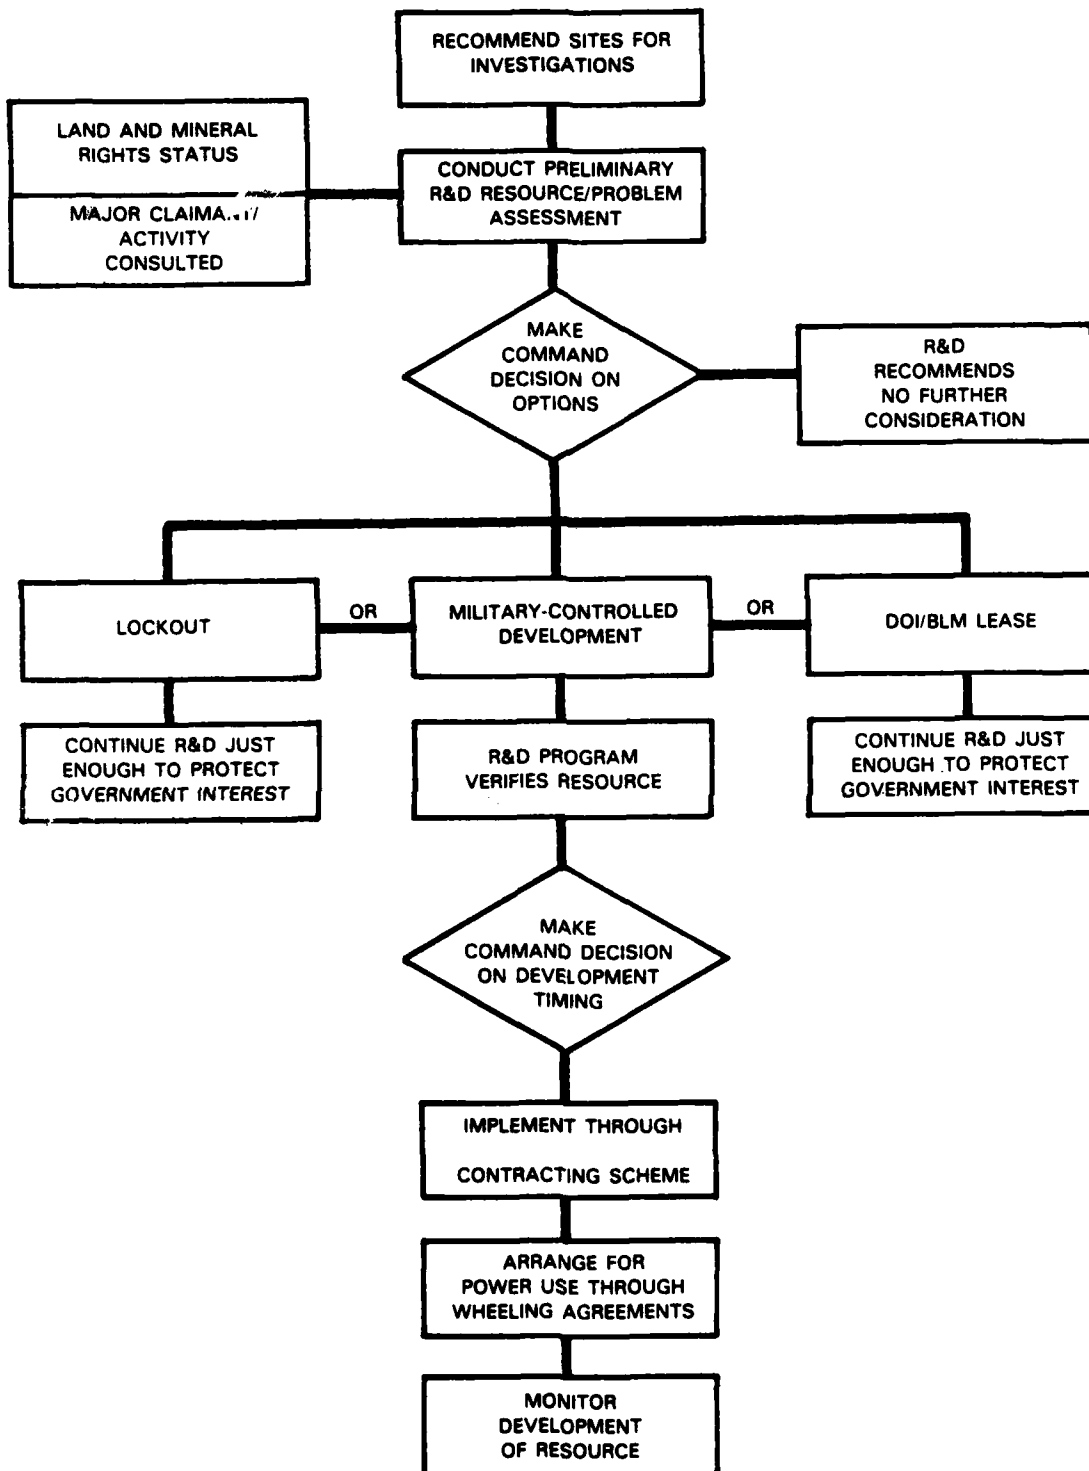 RECOMMEND SITES FOR
INVESTIGATIONS
LAND AND MINERAL
RIGHTS STATUS
MAJOR
ACTIVITY
CONSULTED
CONDUCT PRELIMINARY
R&D RESOURCE/PROBLEM
ASSESSMENT
MAKE
COMMAND
DECISION ON
OPTIONS
R&D
RECOMMENDS
NO FURTHER
CONSIDERATION
LOCKOUT
OR
MILITARY-CONTROLLED
DEVELOPMENT
OR
DOI/BLM LEASE
CONTINUE R&D JUST
ENOUGH TO PROTECT
GOVERNMENT INTEREST
R&D PROGRAM
VERIFIES RESOURCE
CONTINUE R&D JUST
ENOUGH TO PROTECT
GOVERNMENT INTEREST
MAKE
COMMAND DECISION
ON DEVELOPMENT
TIMING
IMPLEMENT THROUGH
CONTRACTING SCHEME
ARRANGE FOR
POWER USE THROUGH
WHEELING AGREEMENTS
MONITOR
DEVELOPMENT
OF RESOURCE